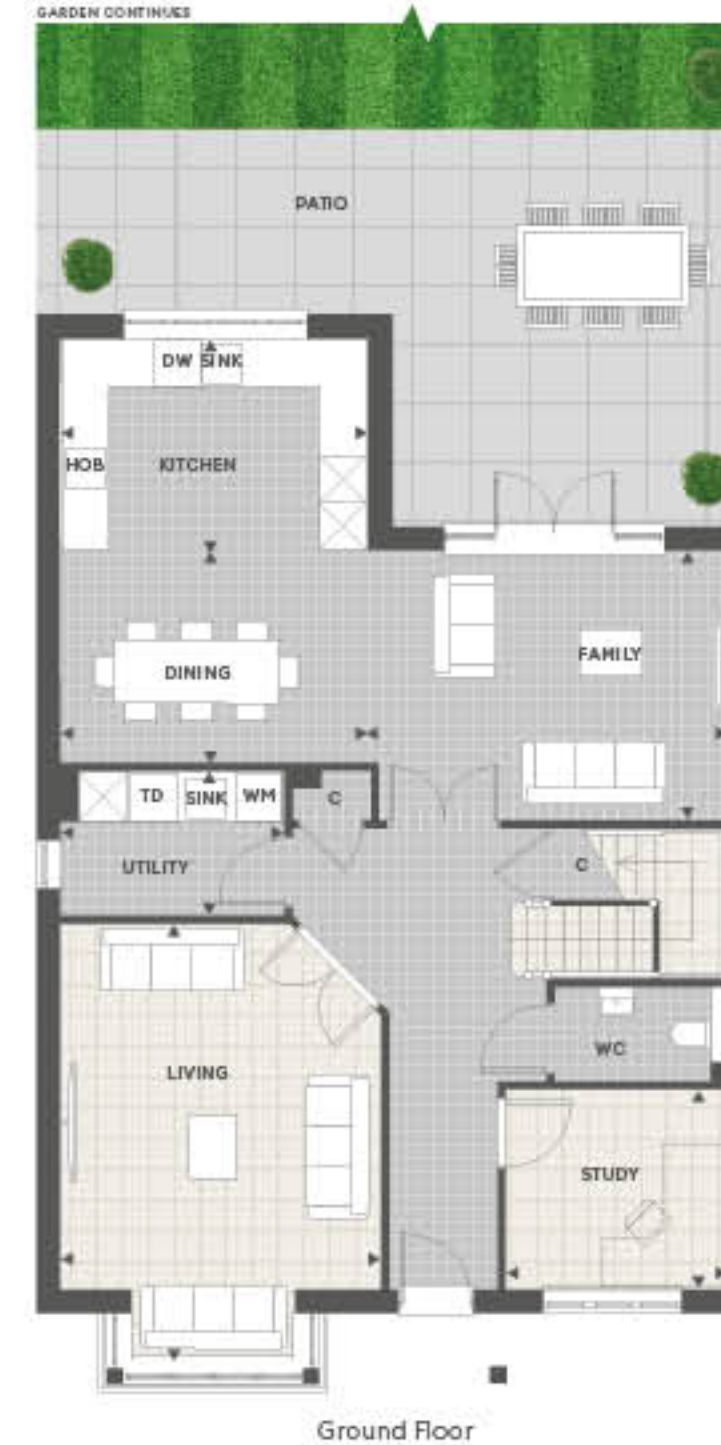 GARDEN CONTINUES
PATIO
DW SINK
HOB
KITCHEN
DINING
FAMILY
TD SINK WM
C
UTILITY
C
LIVING
WC
STUDY
Ground Floor